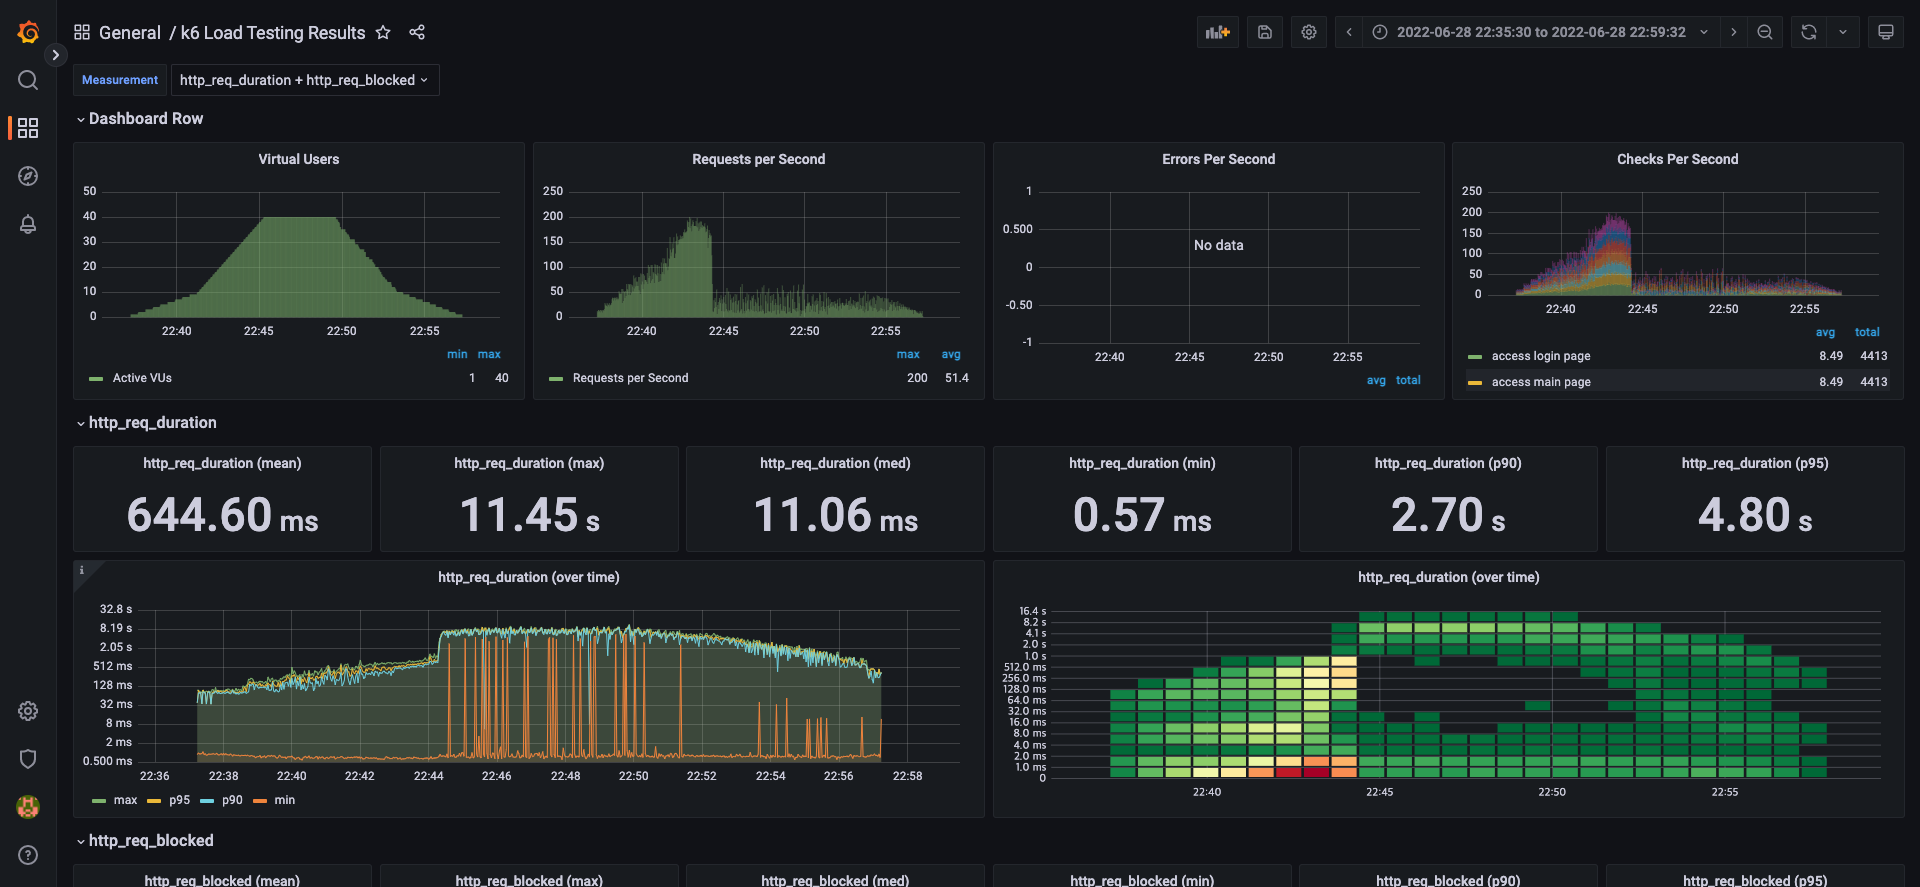 General / k6 Load Testing Results
2022-06-28 22:35:30 to 2022-06-28 22:59:32
Measurement http_req_duration + http_req_blocked
Dashboard Row
Virtual Users
50
40
30
20
10
0
22:40 22:45 22:50 22:55
min max
Active VUs 1 40
Requests per Second
250
200
150
100
50
0
22:40 22:45 22:50 22:55
max avg
Requests per Second 200 51.4
Errors Per Second
1
0.500
0
-0.50
-1
No data
22:40 22:45 22:50 22:55
avg total
Checks Per Second
250
200
150
100
50
0
22:40 22:45 22:50 22:55
avg total
access login page 8.49 4413
access main page 8.49 4413
http_req_duration
http_req_duration (mean)
644.60 ms
http_req_duration (max)
11.45 s
http_req_duration (med)
11.06 ms
http_req_duration (min)
0.57 ms
http_req_duration (p90)
2.70 s
http_req_duration (p95)
4.80 s
i
http_req_duration (over time)
32.8 s
8.19 s
2.05 s
512 ms
128 ms
32 ms
8 ms
2 ms
0.500 ms
22:36 22:38 22:40 22:42 22:44 22:46 22:48 22:50 22:52 22:54 22:56 22:58
max p95 p90 min
http_req_duration (over time)
16.4 s
8.2 s
4.1 s
2.0 s
1.0 s
512.0 ms
256.0 ms
128.0 ms
64.0 ms
32.0 ms
16.0 ms
8.0 ms
4.0 ms
2.0 ms
1.0 ms
0
22:40 22:45 22:50 22:55
http_req_blocked
http_req_blocked (mean)
http_req_blocked (max)
http_req_blocked (med)
http_req_blocked (min)
http_req_blocked (p90)
http_req_blocked (p95)